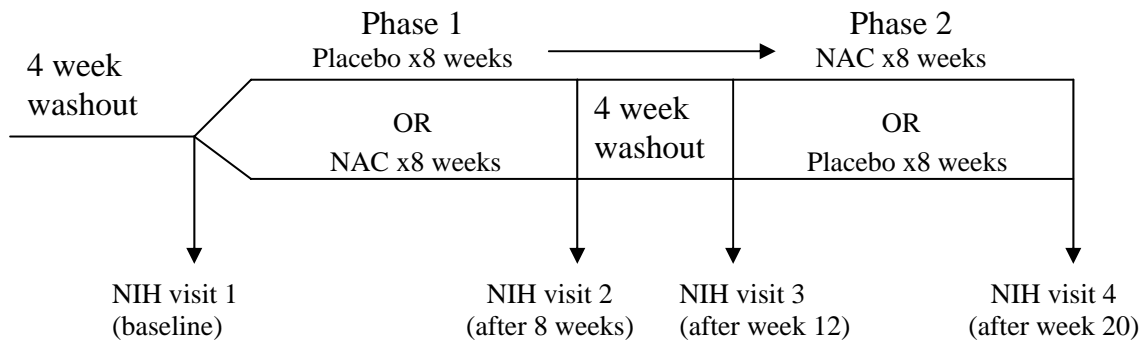 Phase 1
Placebo x8 weeks
Phase 2
NAC x8 weeks
4 week
washout
OR
NAC x8 weeks
4 week
washout
OR
Placebo x8 weeks
NIH visit 1
(baseline)
NIH visit 2
(after 8 weeks)
NIH visit 3
(after week 12)
NIH visit 4
(after week 20)